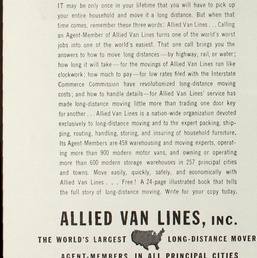 IT may be only once in your lifetime that you will have to pick up
your entire household and move it a long distance. But when that
time comes, remember these three words: Allied Van Lines . . . Calling
an Agent-Member of Allied Van Lines turns one of the world's worst
jobs into one of the world's easiest. That one call brings you the
answers to how to move long distances—by highway, rail, or water;
how long it will take—for the movings of Allied Van Lines run like
clockwork; how much to pay—for low rates filed with the Interstate
Commerce Commission have revolutionized long-distance moving
costs; and how to handle details—for Allied Van Lines' service has
made long-distance moving little more than trading one door key
for another . . . Allied Van Lines is a nation-wide organization devoted
exclusively to long-distance moving and to the expert packing, ship-
ping, routing, handling, storing, and insuring of household furniture.
Its Agent-Members are 458 warehousing and moving experts, operat-
ing more than 900 motor vans; and owning or operating
more than 600 modern storage warehouses in 257 principal cities
and towns. Move easily, quickly, safely, and economically with
Allied Van Lines . . . Free! A 24-page illustrated book that tells
the full story of long-distance moving. Write for your copy today.
ALLIED VAN LINES, INC.
THE WORLD'S LARGEST LONG-DISTANCE MOVER
AGENT-MEMBERS IN ALL PRINCIPAL CITIES